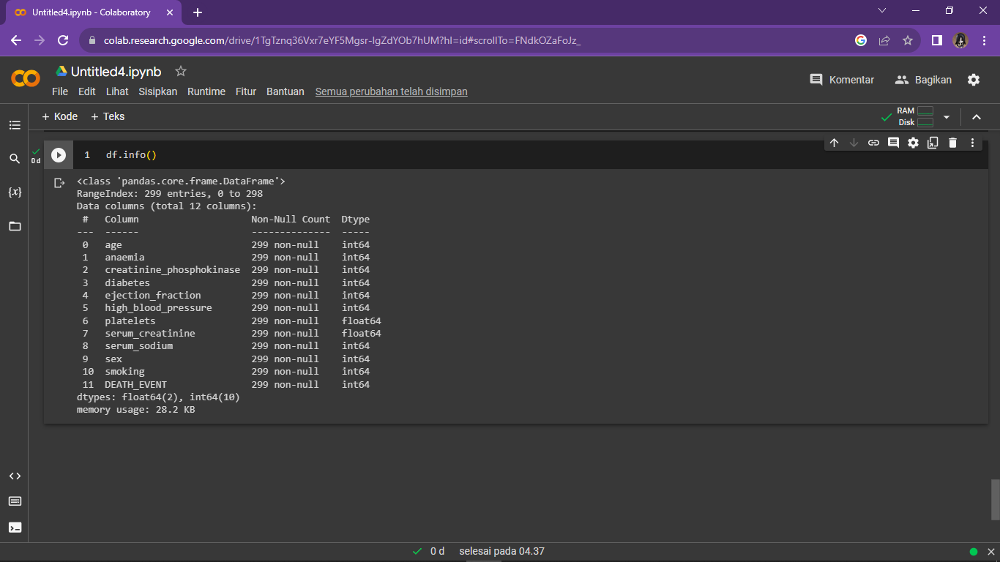 Untitled4.ipynb - Colaboratory
colab.research.google.com/drive/1TgTznq36Vxr7eYF5Mgsr-IgZdYOb7hUM?hl=id#scrollTo=FNdkOZaFoJz_
Untitled4.ipynb
File Edit Lihat Sisipkan Runtime Fitur Bantuan Semua perubahan telah disimpan
Komentar Bagikan
+ Kode + Teks
RAM
Disk
0 d
1 df.info()
<class 'pandas.core.frame.DataFrame'>
RangeIndex: 299 entries, 0 to 298
Data columns (total 12 columns):
# Column Non-Null Count Dtype
--- ------ -------------- -----
0 age 299 non-null int64
1 anaemia 299 non-null int64
2 creatinine_phosphokinase 299 non-null int64
3 diabetes 299 non-null int64
4 ejection_fraction 299 non-null int64
5 high_blood_pressure 299 non-null int64
6 platelets 299 non-null float64
7 serum_creatinine 299 non-null float64
8 serum_sodium 299 non-null int64
9 sex 299 non-null int64
10 smoking 299 non-null int64
11 DEATH_EVENT 299 non-null int64
dtypes: float64(2), int64(10)
memory usage: 28.2 KB
0 d selesai pada 04.37